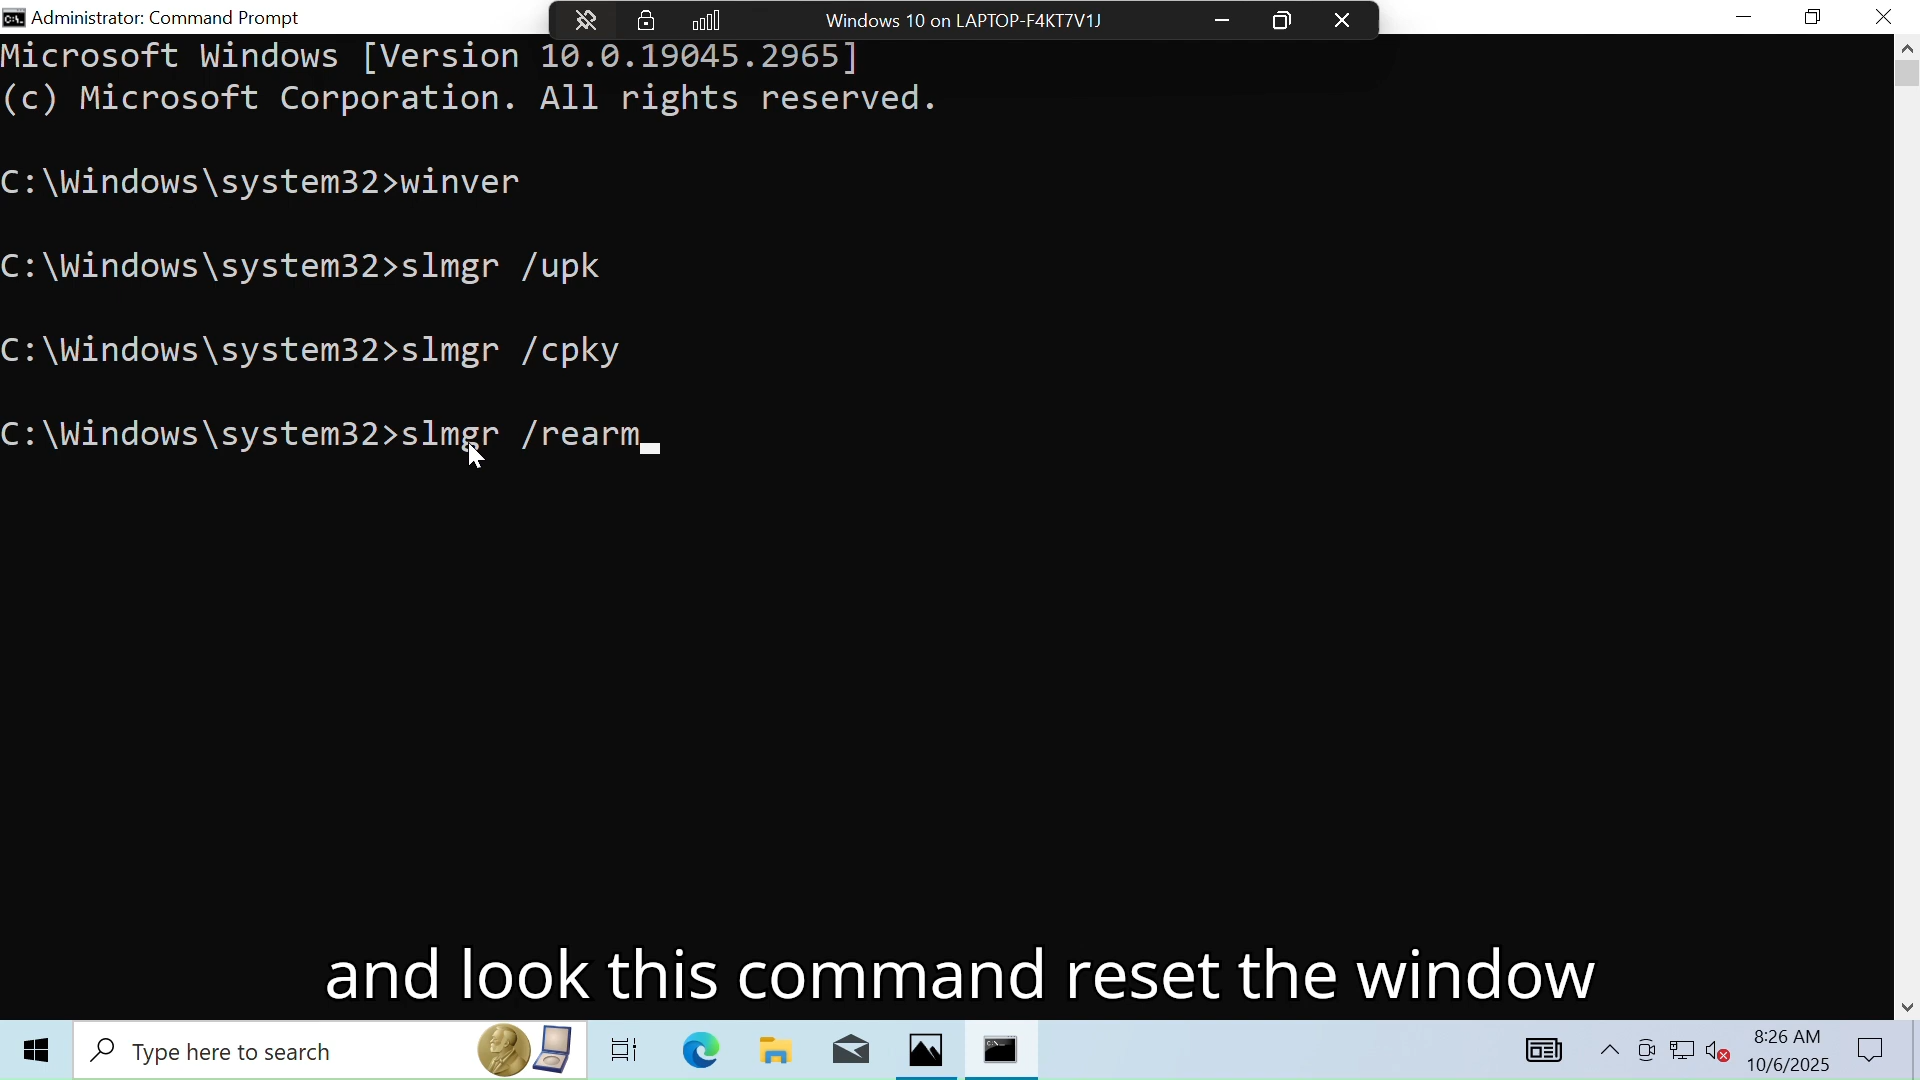 Administrator: Command Prompt
Windows 10 on LAPTOP-F4KT7V1J
Microsoft Windows [Version 10.0.19045.2965]
(c) Microsoft Corporation. All rights reserved.
C:\Windows\system32>winver
C:\Windows\system32>slmgr /upk
C:\Windows\system32>slmgr /cpky
C:\Windows\system32>slmgr /rearm
and look this command reset the window
Type here to search
8:26 AM
10/6/2025